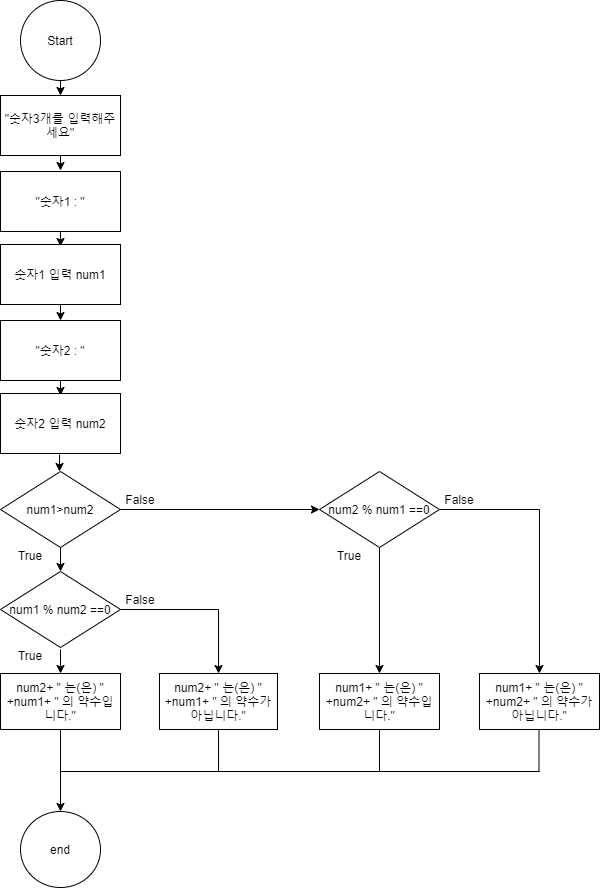 Start
"숫자3개를 입력해주
세요"
"숫자1 : "
숫자1 입력 num1
"숫자2 : "
숫자2 입력 num2
num1>num2
False
num2 % num1 ==0
False
True
True
num1 % num2 ==0
False
True
num2+ " 는(은) "
+num1+ " 의 약수입
니다."
num2+ " 는(은) "
+num1+ " 의 약수가
아닙니다."
num1+ " 는(은) "
+num2+ " 의 약수입
니다."
num1+ " 는(은) "
+num2+ " 의 약수가
아닙니다."
end